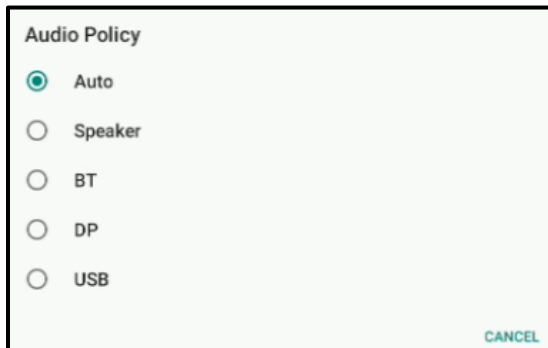 Audio Policy
Auto
Speaker
BT
DP
USB
CANCEL